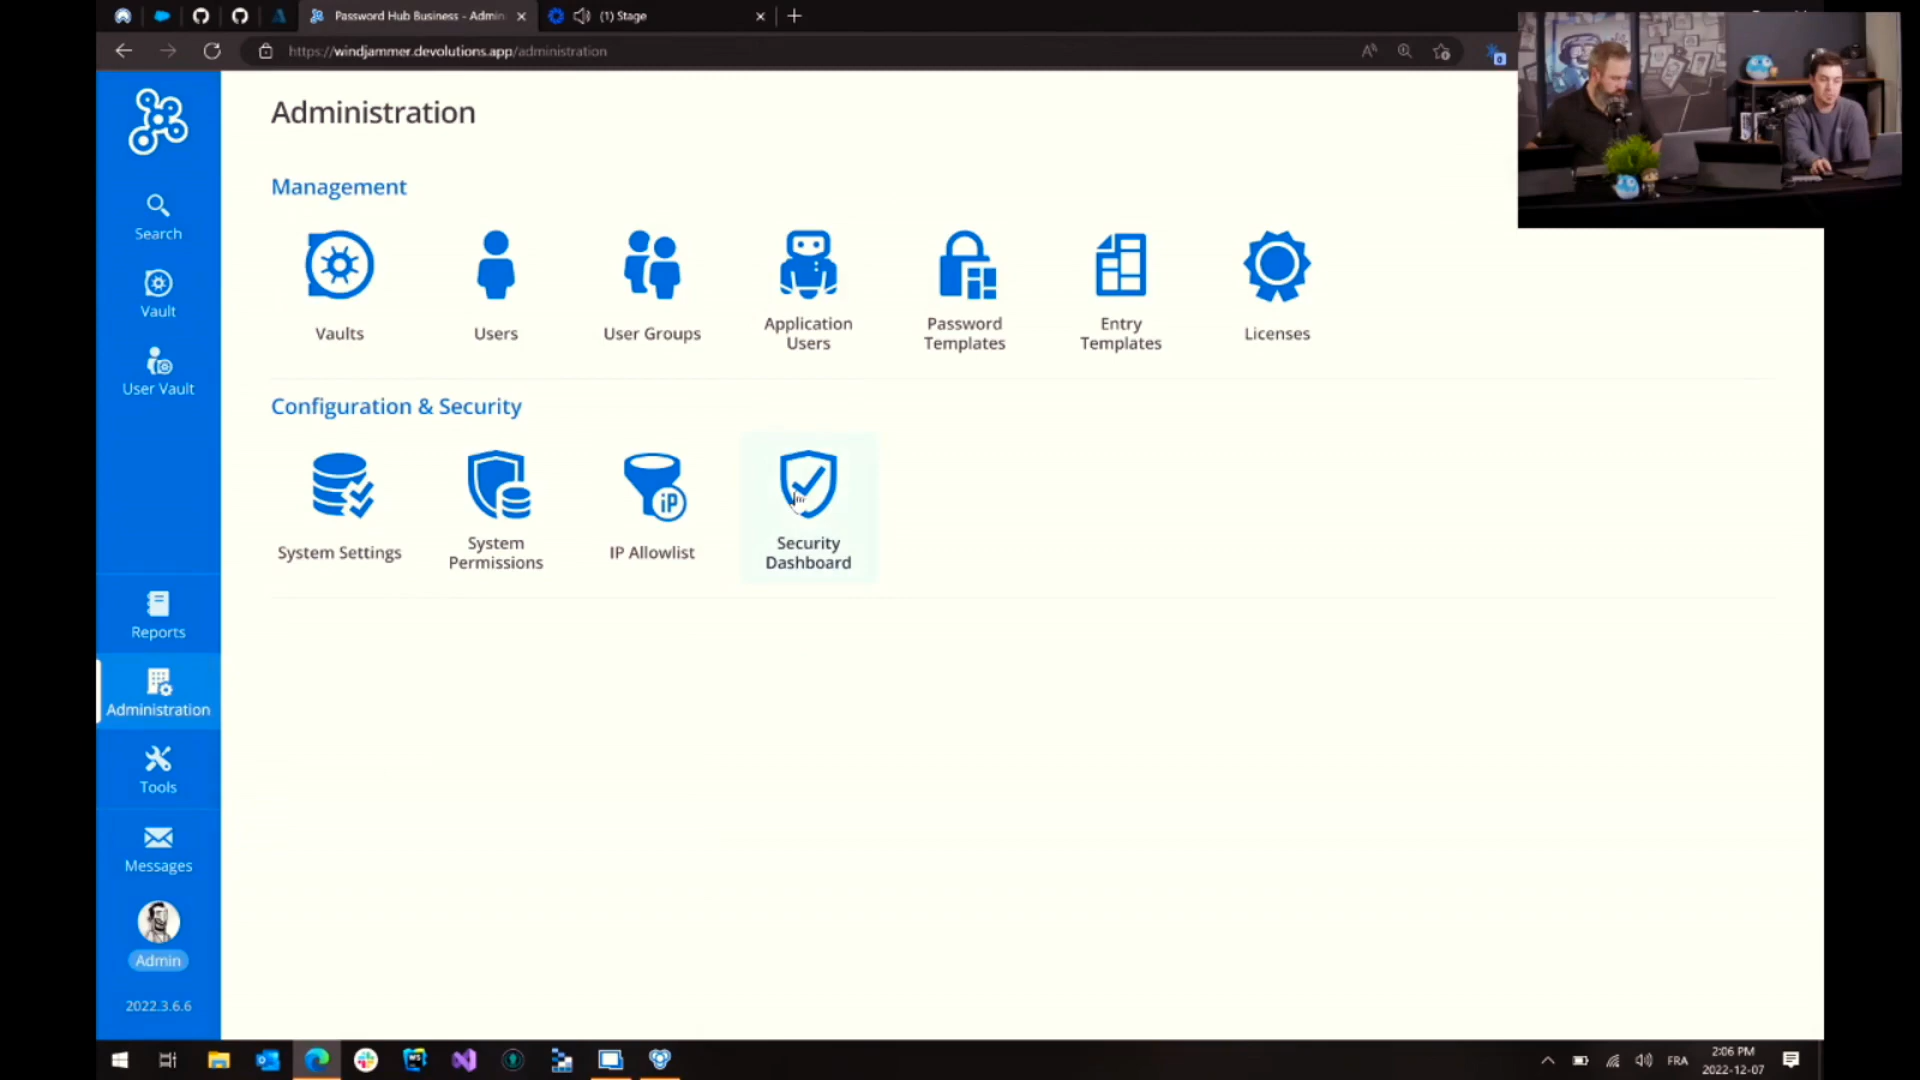 Password Hub Business - Admin
(1) Stage
https://windjammer.devolutions.app/administration
Administration
Management
Vaults
Users
User Groups
Application
Users
Password
Templates
Entry
Templates
Licenses
Configuration & Security
System Settings
System
Permissions
iP
IP Allowlist
Security
Dashboard
Search
Vault
User Vault
Reports
Administration
Tools
Messages
Admin
2022.3.6.6
FRA
2:06 PM
2022-12-07